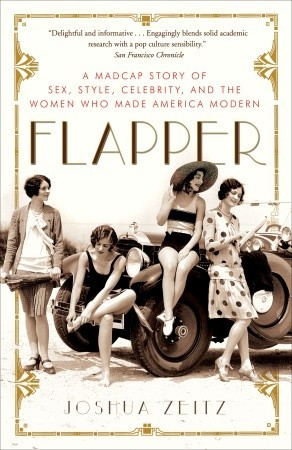 "Delightful and informative . . . Engagingly blends solid academic
research with a pop culture sensibility."
San Francisco Chronicle
A MADCAP STORY OF
SEX, STYLE, CELEBRITY, AND THE
WOMEN WHO MADE AMERICA MODERN
FLAPPER
JOSHUA ZEITZ